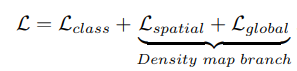 ℒ = ℒ_class + ℒ_spatial + ℒ_global
Density map branch